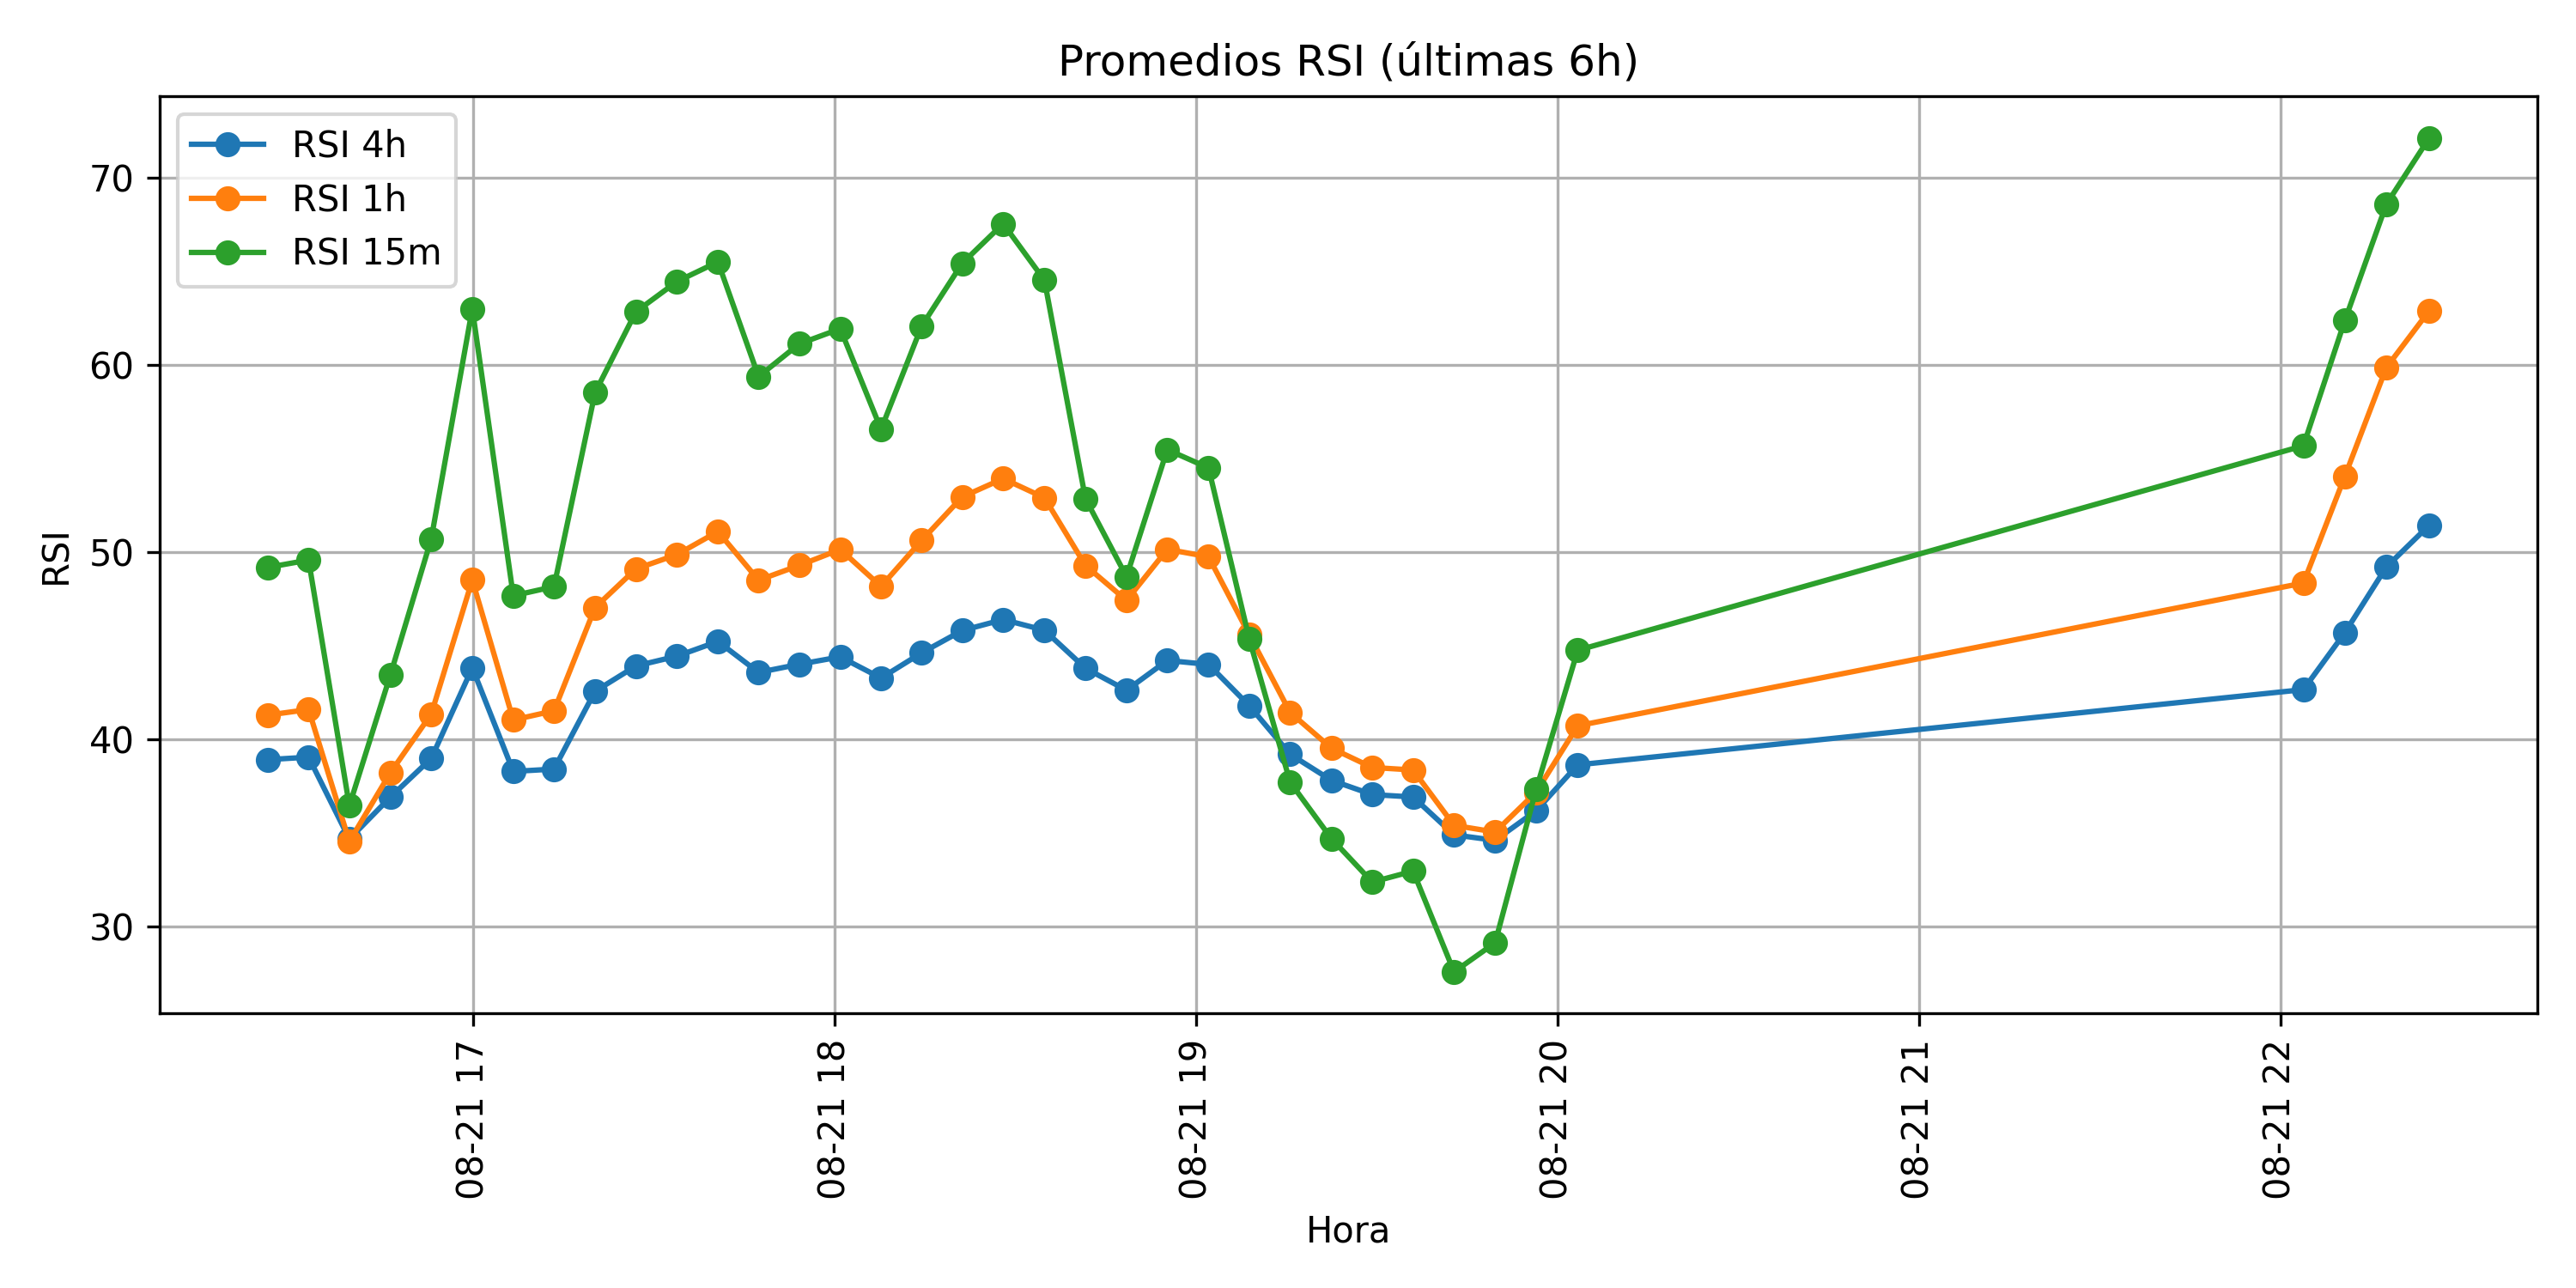 Promedios RSI (últimas 6h)
RSI 4h
RSI 1h
RSI 15m
70
60
50
40
30
RSI
08-21 17
08-21 18
08-21 19
08-21 20
08-21 21
08-21 22
Hora